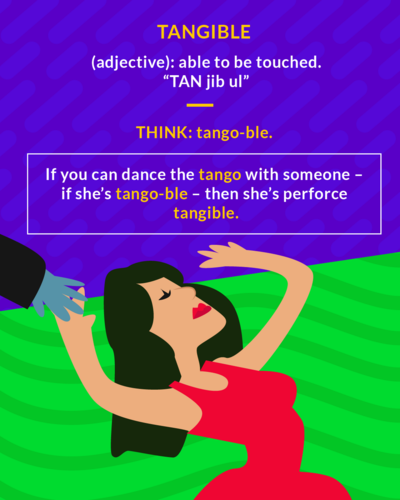 TANGIBLE
(adjective): able to be touched.
“TAN jib ul”
THINK: tango-ble.
If you can dance the tango with someone –
if she’s tango-ble – then she’s perforce
tangible.